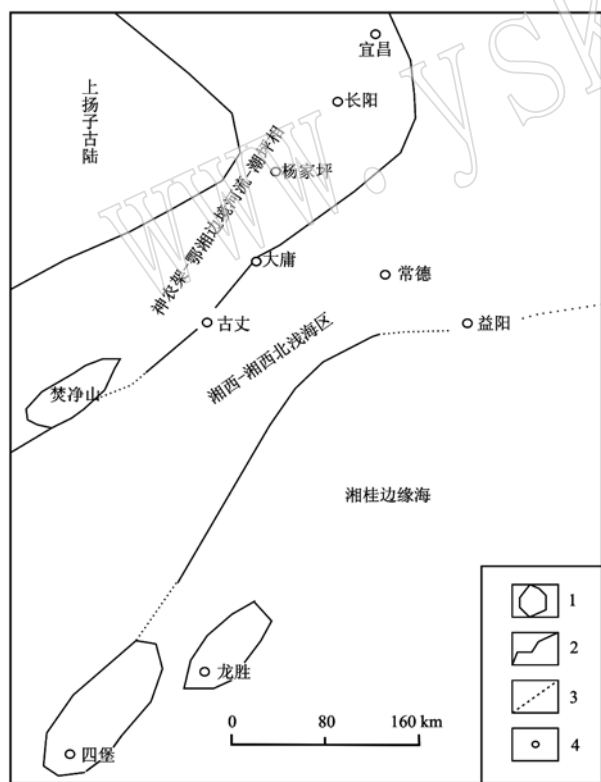 www.ysk
宜昌
上扬子古陆
长阳
杨家坪
神农架-鄂湘边境河流-潮坪相
大庸
常德
古丈
益阳
湘西-湘西北浅海区
焚净山
湘桂边缘海
龙胜
四堡
0 80 160 km
1
2
3
4